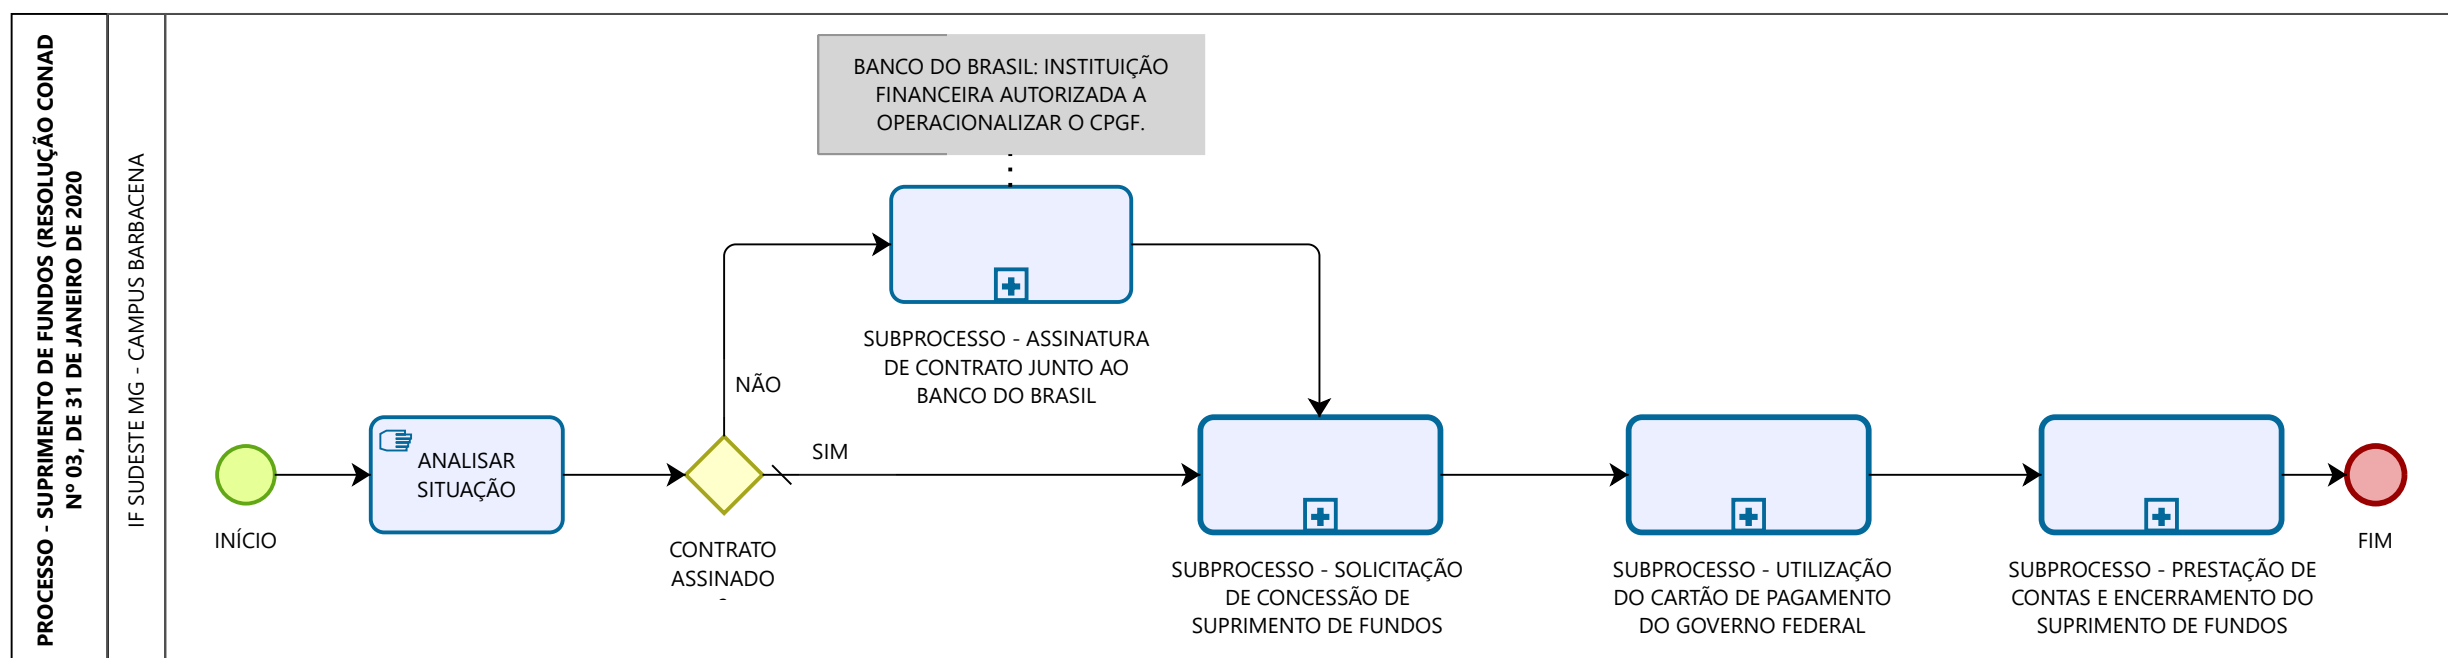 PROCESSO - SUPRIMENTO DE FUNDOS (RESOLUÇÃO CONAD
Nº 03, DE 31 DE JANEIRO DE 2020
IF SUDESTE MG - CAMPUS BARBACENA
BANCO DO BRASIL: INSTITUIÇÃO
FINANCEIRA AUTORIZADA A
OPERACIONALIZAR O CPGF.
SUBPROCESSO - ASSINATURA
DE CONTRATO JUNTO AO
BANCO DO BRASIL
NÃO
SIM
ANALISAR
SITUAÇÃO
INÍCIO
CONTRATO
ASSINADO
SUBPROCESSO - SOLICITAÇÃO
DE CONCESSÃO DE
SUPRIMENTO DE FUNDOS
SUBPROCESSO - UTILIZAÇÃO
DO CARTÃO DE PAGAMENTO
DO GOVERNO FEDERAL
SUBPROCESSO - PRESTAÇÃO DE
CONTAS E ENCERRAMENTO DO
SUPRIMENTO DE FUNDOS
FIM